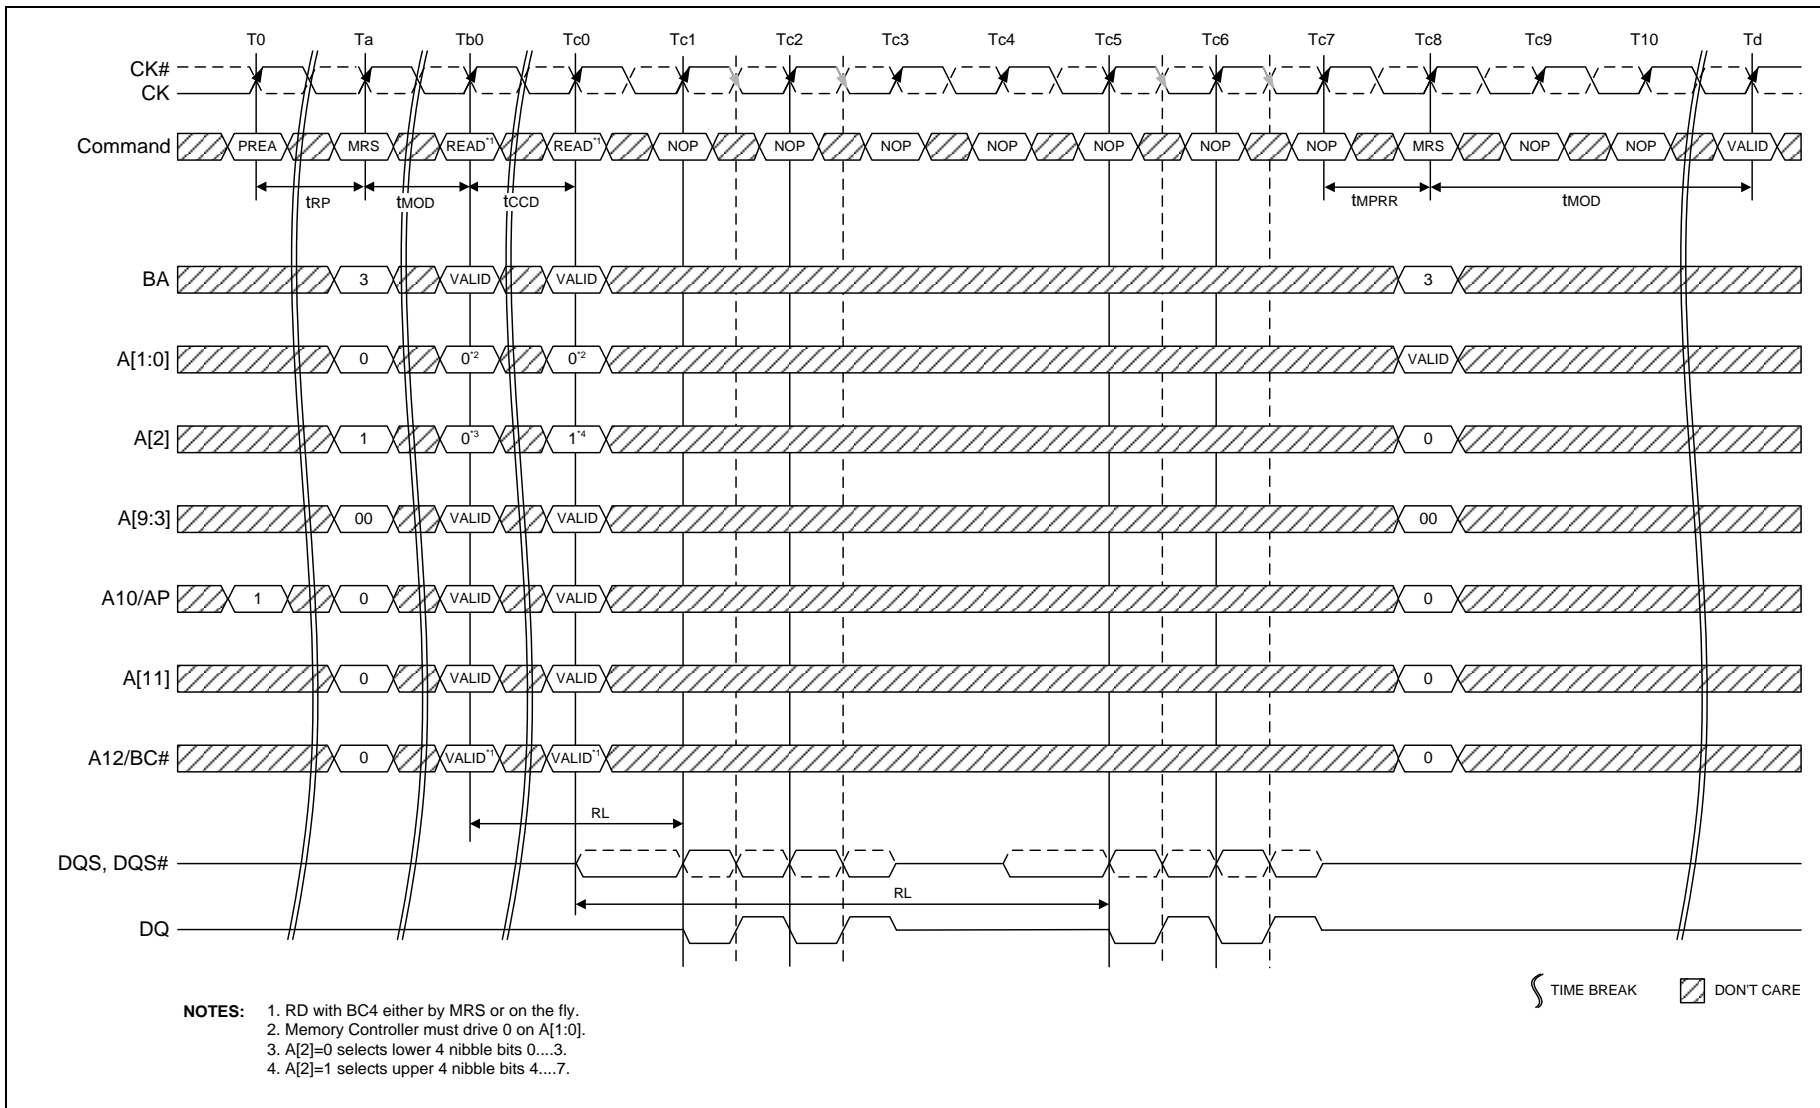 T0 Ta Tb0 Tc0 Tc1 Tc2 Tc3 Tc4 Tc5 Tc6 Tc7 Tc8 Tc9 T10 Td
CK#
CK
Command PREA MRS READ*1 READ*1 NOP NOP NOP NOP NOP NOP NOP MRS NOP NOP VALID
tRP tMOD tCCD tMPRR tMOD
BA 3 VALID VALID 3
A[1:0] 0 0*2 0*2 VALID
A[2] 1 0*3 1*4 0
A[9:3] 00 VALID VALID 00
A10/AP 1 0 VALID VALID 0
A[11] 0 VALID VALID 0
A12/BC# 0 VALID*1 VALID*1 0
RL
DQS, DQS#
RL
DQ
TIME BREAK DON'T CARE
NOTES: 1. RD with BC4 either by MRS or on the fly.
2. Memory Controller must drive 0 on A[1:0].
3. A[2]=0 selects lower 4 nibble bits 0....3.
4. A[2]=1 selects upper 4 nibble bits 4....7.